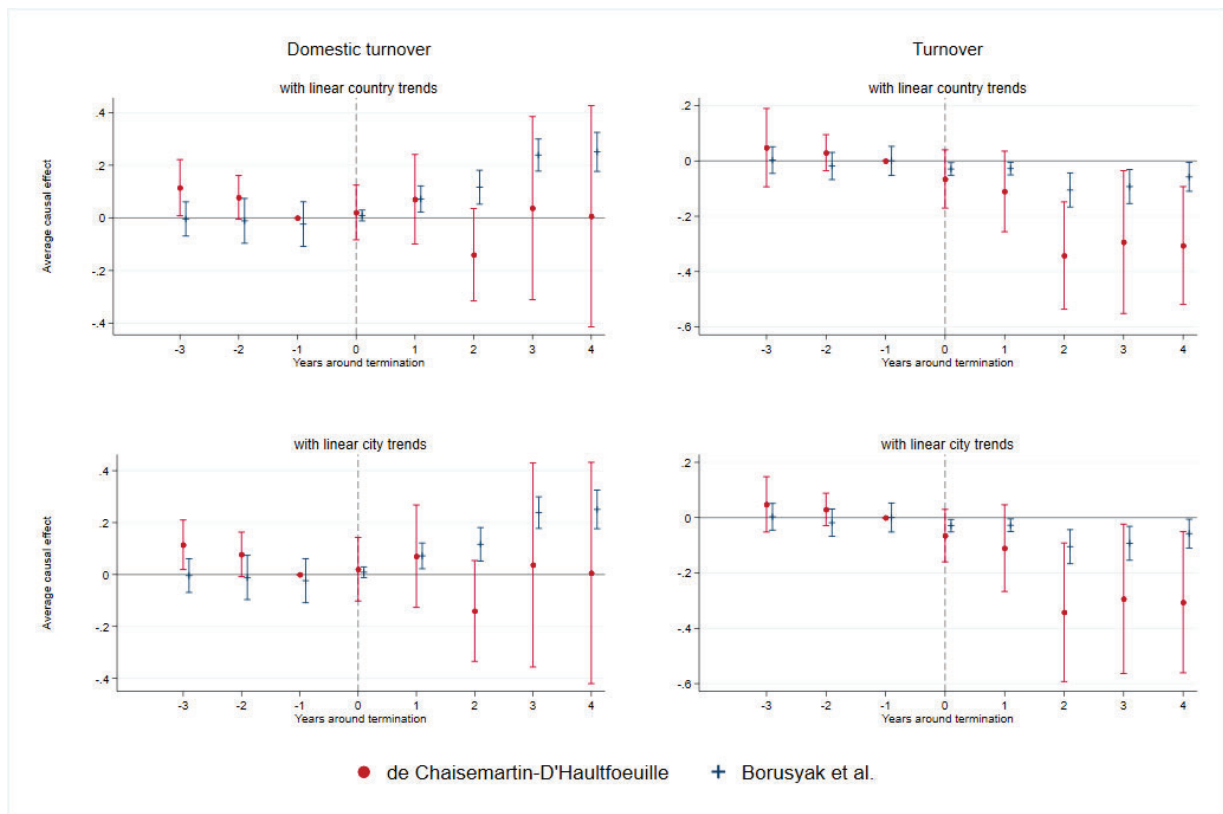 Domestic turnover
Turnover
with linear country trends
with linear country trends
Average causal effect
.4
.2
0
-.2
-.4
-3 -2 -1 0 1 2 3 4
Years around termination
.2
0
-.2
-.4
-.6
-3 -2 -1 0 1 2 3 4
Years around termination
with linear city trends
with linear city trends
Average causal effect
.4
.2
0
-.2
-.4
-3 -2 -1 0 1 2 3 4
Years around termination
.2
0
-.2
-.4
-.6
-3 -2 -1 0 1 2 3 4
Years around termination
de Chaisemartin-D'Haultfoeuille
Borusyak et al.